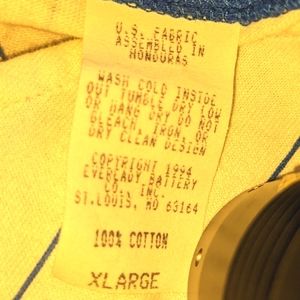 U.S. FABRIC
ASSEMBLED IN
HONDURAS
WASH COLD INSIDE
OUT TUMBLE DRY LOW
OR HANG DRY DO NOT
BLEACH, IRON, OR
DRY CLEAN DESIGN
COPYRIGHT 1994
EVEREADY BATTERY
CO., INC.
ST.LOUIS, MO 63164
100% COTTON
XLARGE